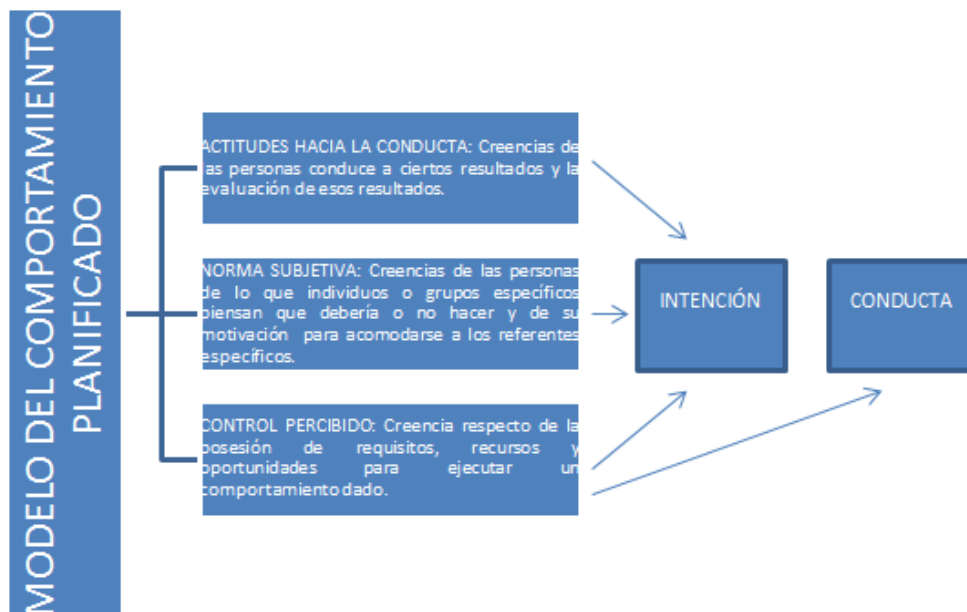 MODELO DEL COMPORTAMIENTO
PLANIFICADO
ACTITUDES HACIA LA CONDUCTA: Creencias de
las personas conduce a ciertos resultados y la
evaluación de esos resultados.
NORMA SUBJETIVA: Creencias de las personas
de lo que individuos o grupos específicos
piensan que debería o no hacer y de su
motivación para acomodarse a los referentes
específicos.
CONTROL PERCIBIDO: Creencia respecto de la
posesión de requisitos, recursos y
oportunidades para ejecutar un
comportamiento dado.
INTENCIÓN
CONDUCTA